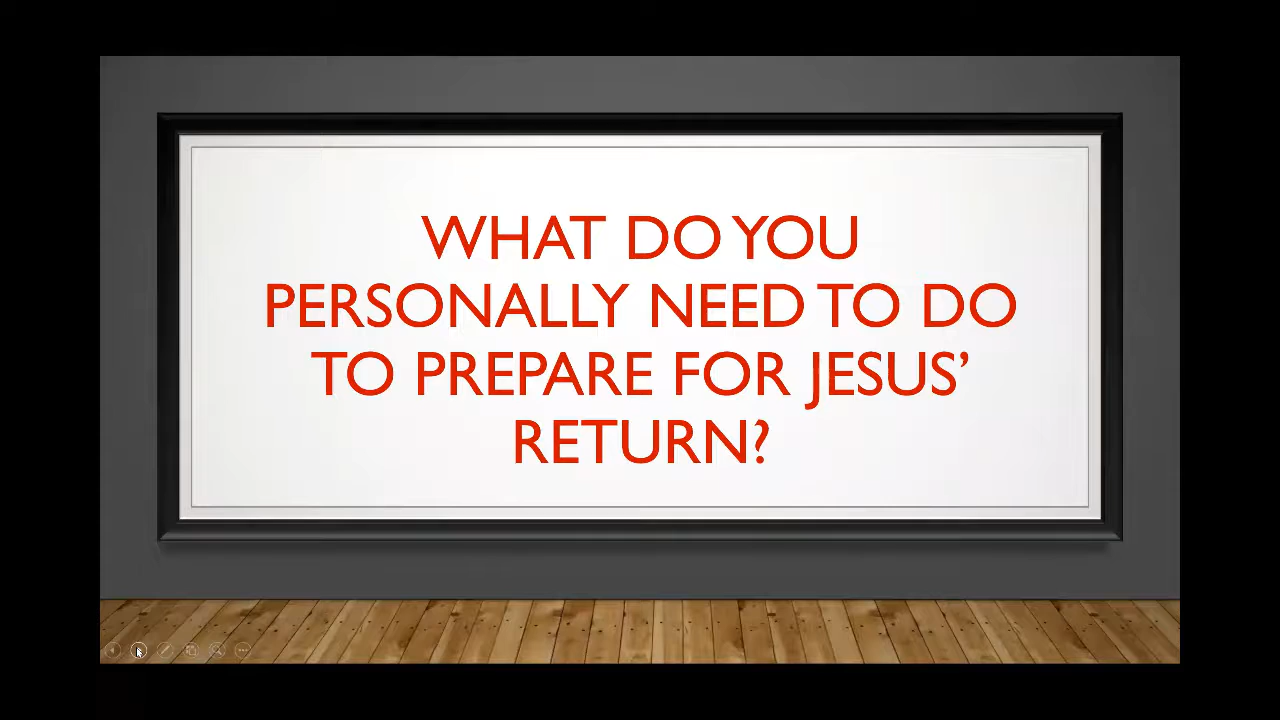 WHAT DO YOU
PERSONALLY NEED TO DO
TO PREPARE FOR JESUS’
RETURN?